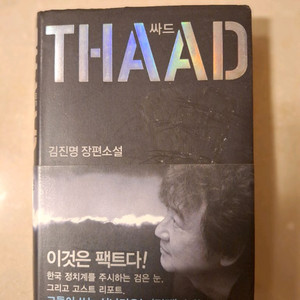 싸드
THAAD
김진명 장편소설
이것은 팩트다!
한국 정치계를 주시하는 검은 눈,
그리고 고스트 리포트.